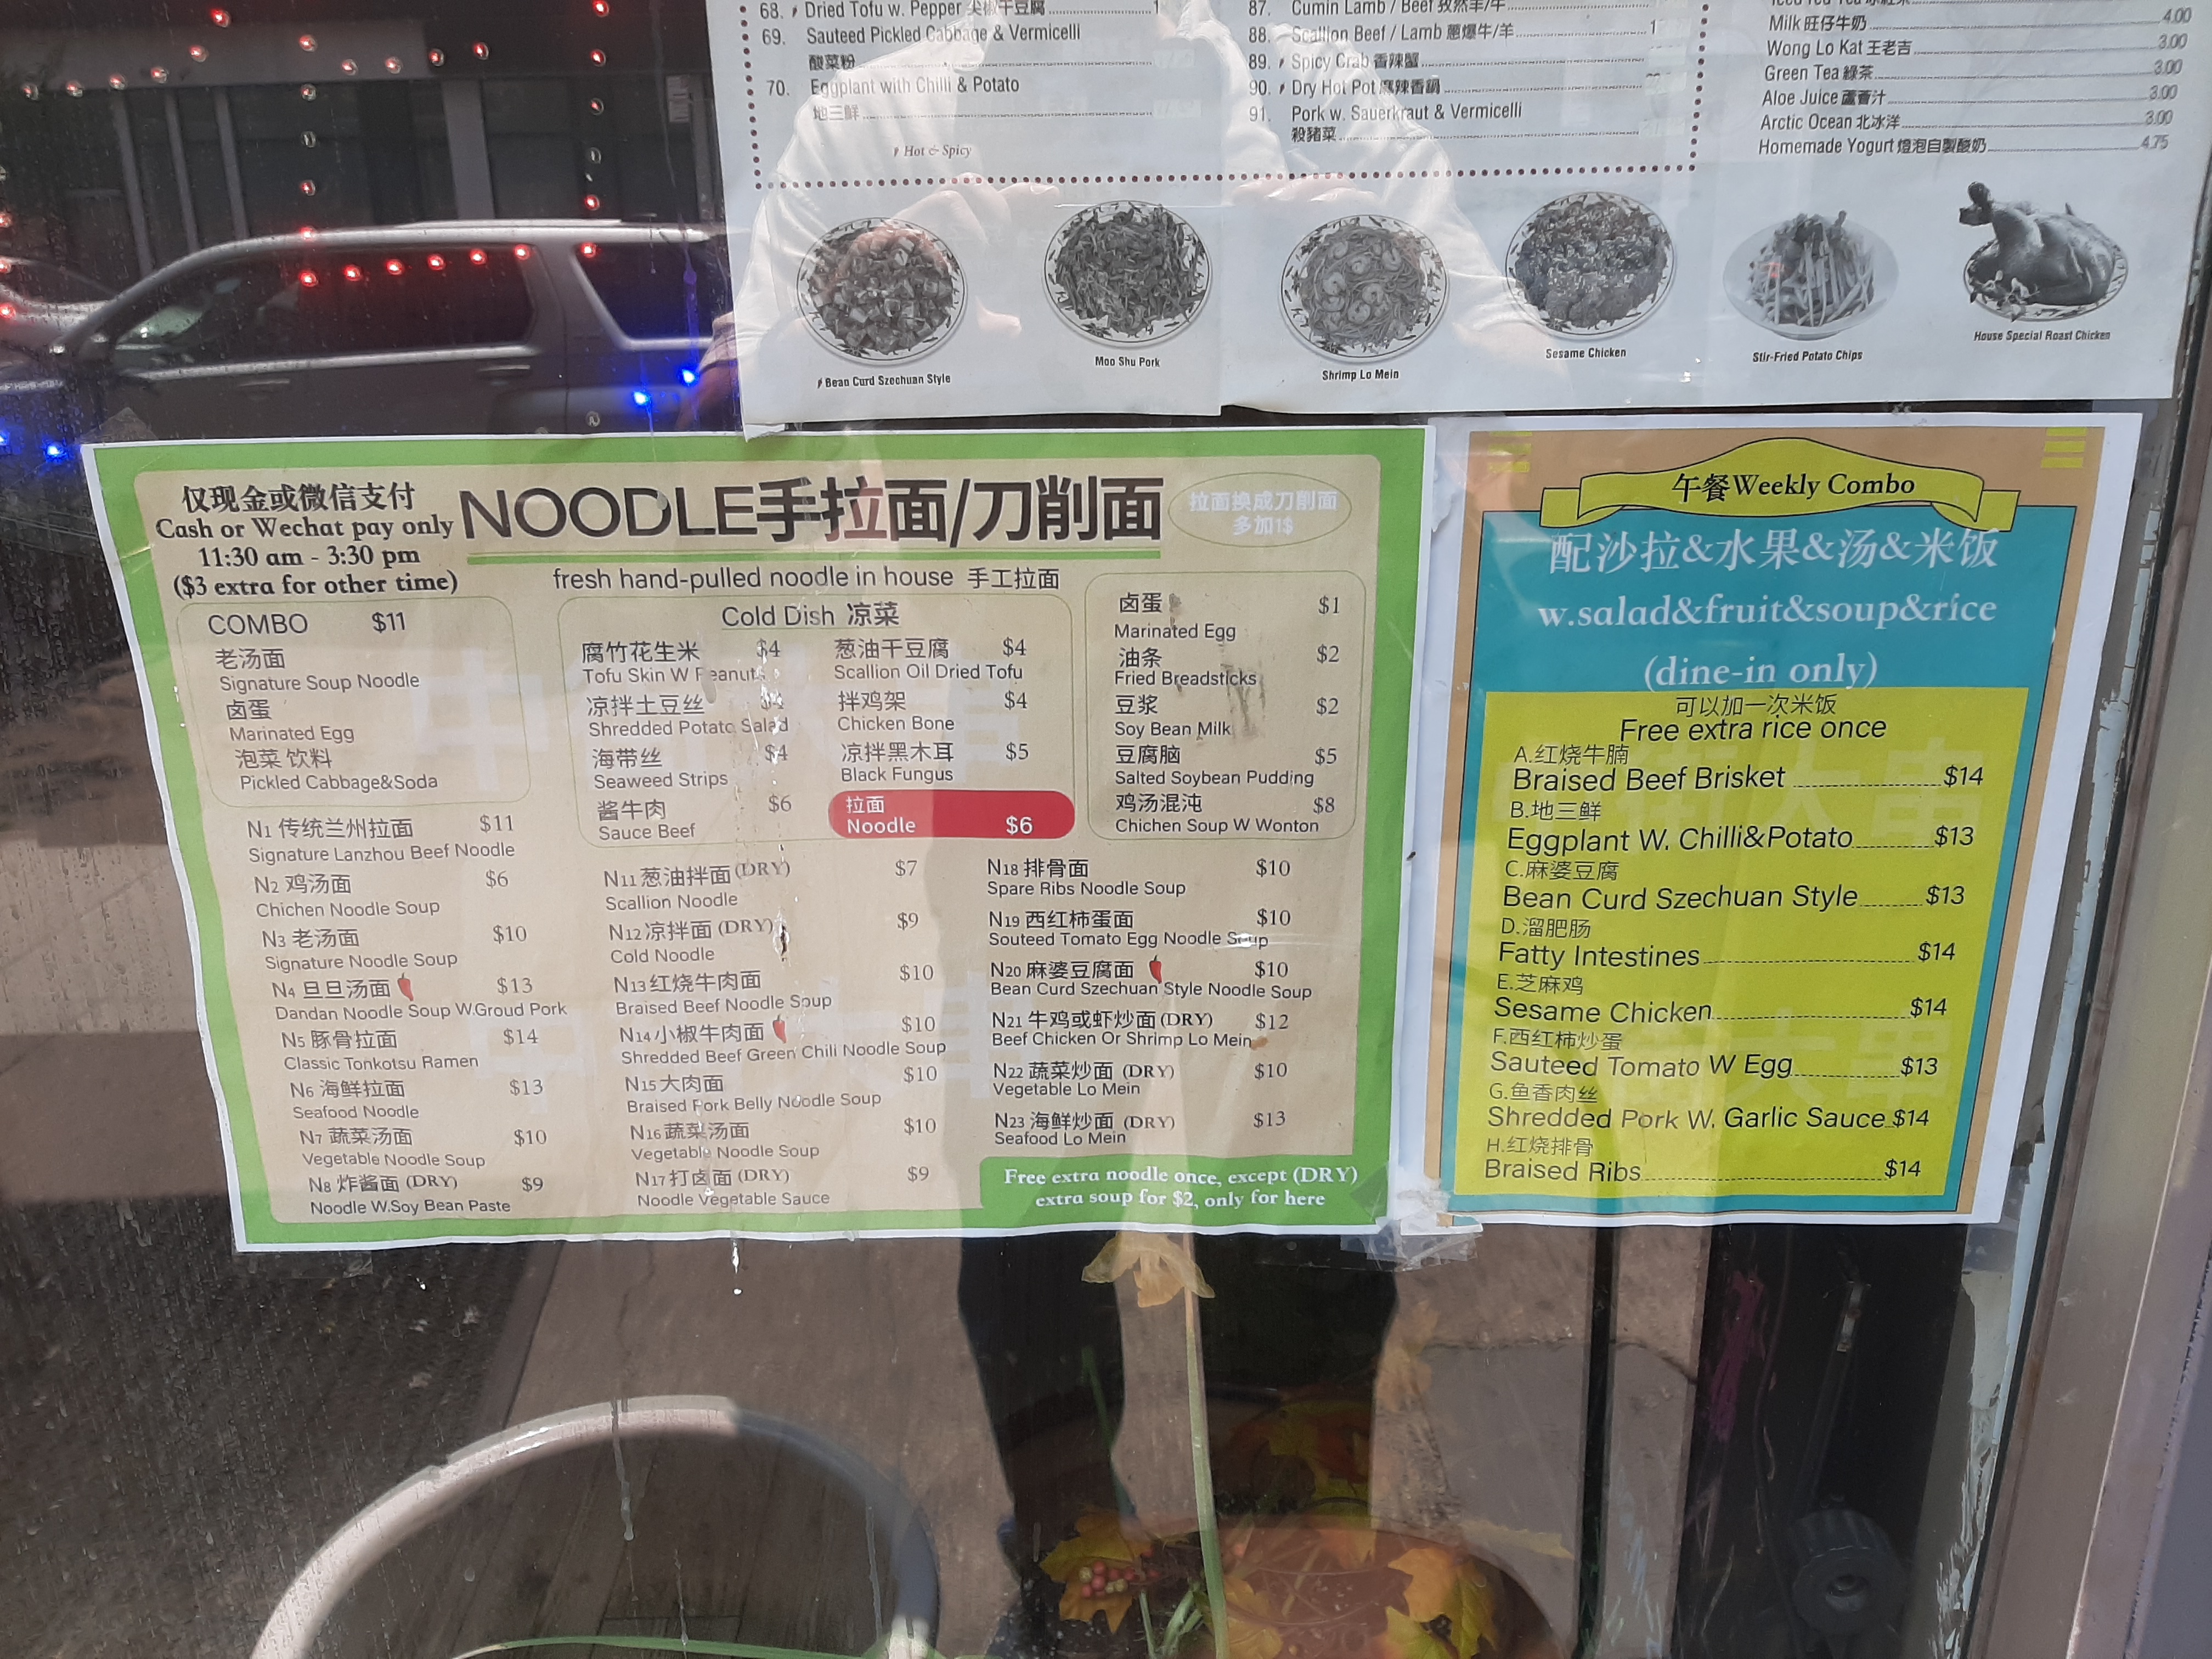 68. Dried Tofu w. Pepper 尖椒干豆腐
69. Sauteed Pickled Cabbage & Vermicelli
酸菜粉
70. Eggplant with Chilli & Potato
地三鲜
Hot & Spicy
87. Cumin Lamb / Beef 孜然羊/牛
88. Scallion Beef / Lamb 蔥爆牛/羊
89. Spicy Crab 香辣蟹
90. Dry Hot Pot 麻辣香鍋
91. Pork w. Sauerkraut & Vermicelli
殺豬菜
Milk 旺仔牛奶 4.00
Wong Lo Kat 王老吉 3.00
Green Tea 綠茶 3.00
Aloe Juice 蘆薈汁 3.00
Arctic Ocean 北冰洋 3.00
Homemade Yogurt 燈泡自製酸奶 4.75
Bean Curd Szechuan Style
Moo Shu Pork
Shrimp Lo Mein
Sesame Chicken
Stir-Fried Potato Chips
House Special Roast Chicken
仅现金或微信支付
Cash or Wechat pay only
11:30 am - 3:30 pm
($3 extra for other time)
NOODLE手拉面/刀削面
拉面换成刀削面
多加1$
fresh hand-pulled noodle in house 手工拉面
COMBO $11
老汤面
Signature Soup Noodle
卤蛋
Marinated Egg
泡菜 饮料
Pickled Cabbage&Soda
Cold Dish 凉菜
腐竹花生米 $4
Tofu Skin W Peanuts
凉拌土豆丝 $4
Shredded Potato Salad
海带丝 $4
Seaweed Strips
酱牛肉 $6
Sauce Beef
葱油干豆腐 $4
Scallion Oil Dried Tofu
拌鸡架 $4
Chicken Bone
凉拌黑木耳 $5
Black Fungus
拉面
Noodle $6
卤蛋 $1
Marinated Egg
油条 $2
Fried Breadsticks
豆浆 $2
Soy Bean Milk
豆腐脑 $5
Salted Soybean Pudding
鸡汤混沌 $8
Chichen Soup W Wonton
N1 传统兰州拉面 $11
Signature Lanzhou Beef Noodle
N2 鸡汤面 $6
Chichen Noodle Soup
N3 老汤面 $10
Signature Noodle Soup
N4 旦旦汤面 $13
Dandan Noodle Soup W.Groud Pork
N5 豚骨拉面 $14
Classic Tonkotsu Ramen
N6 海鲜拉面 $13
Seafood Noodle
N7 蔬菜汤面 $10
Vegetable Noodle Soup
N8 炸酱面 (DRY) $9
Noodle W.Soy Bean Paste
N11 葱油拌面 (DRY) $7
Scallion Noodle
N12 凉拌面 (DRY) $9
Cold Noodle
N13 红烧牛肉面 $10
Braised Beef Noodle Soup
N14 小椒牛肉面 $10
Shredded Beef Green Chili Noodle Soup
N15 大肉面 $10
Braised Pork Belly Noodle Soup
N16 蔬菜汤面 $10
Vegetable Noodle Soup
N17 打卤面 (DRY) $9
Noodle Vegetable Sauce
N18 排骨面 $10
Spare Ribs Noodle Soup
N19 西红柿蛋面 $10
Souteed Tomato Egg Noodle Soup
N20 麻婆豆腐面 $10
Bean Curd Szechuan Style Noodle Soup
N21 牛鸡或虾炒面 (DRY) $12
Beef Chicken Or Shrimp Lo Mein
N22 蔬菜炒面 (DRY) $10
Vegetable Lo Mein
N23 海鲜炒面 (DRY) $13
Seafood Lo Mein
Free extra noodle once, except (DRY)
extra soup for $2, only for here
午餐Weekly Combo
配沙拉&水果&汤&米饭
w.salad&fruit&soup&rice
(dine-in only)
可以加一次米饭
Free extra rice once
A.红烧牛腩
Braised Beef Brisket $14
B.地三鲜
Eggplant W. Chilli&Potato $13
C.麻婆豆腐
Bean Curd Szechuan Style $13
D.溜肥肠
Fatty Intestines $14
E.芝麻鸡
Sesame Chicken $14
F.西红柿炒蛋
Sauteed Tomato W Egg $13
G.鱼香肉丝
Shredded Pork W. Garlic Sauce $14
H.红烧排骨
Braised Ribs $14